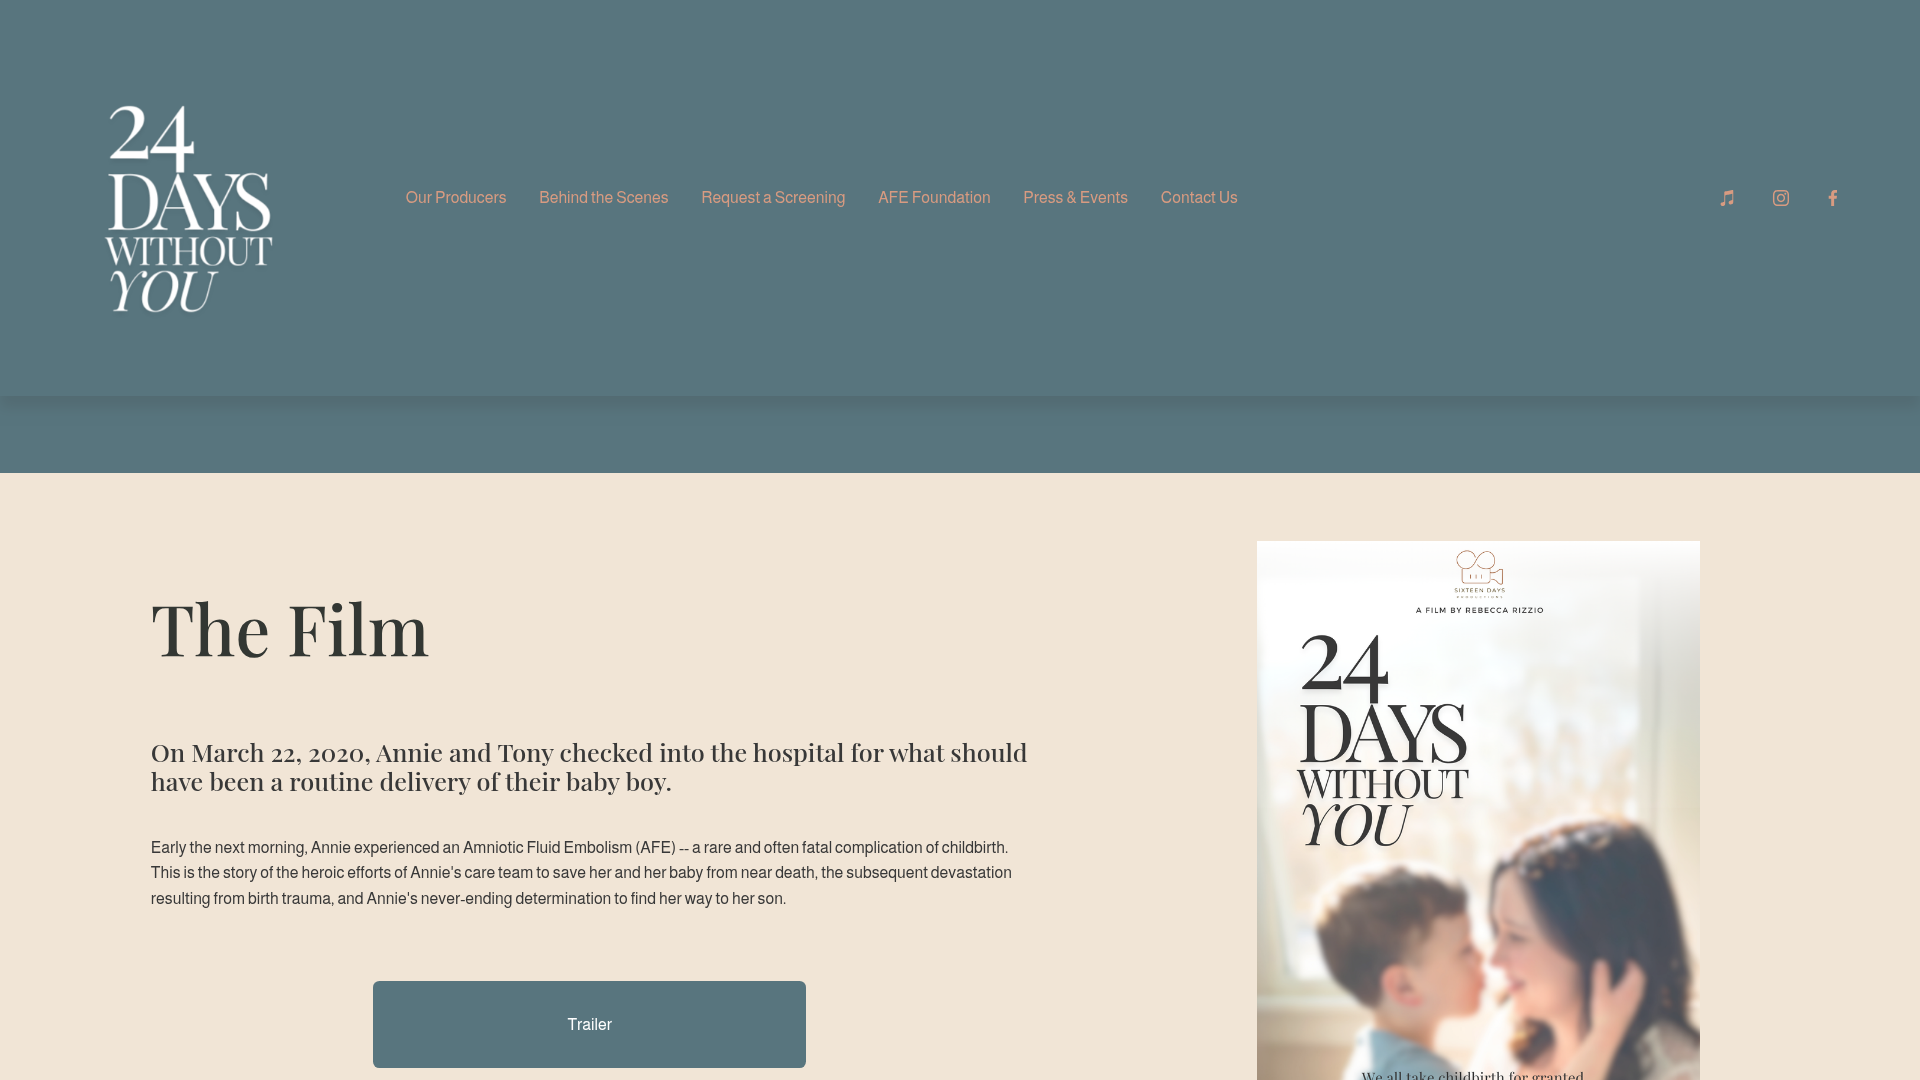 24
DAYS
WITHOUT
YOU
Our Producers
Behind the Scenes
Request a Screening
AFE Foundation
Press & Events
Contact Us
The Film
On March 22, 2020, Annie and Tony checked into the hospital for what should
have been a routine delivery of their baby boy.
Early the next morning, Annie experienced an Amniotic Fluid Embolism (AFE) -- a rare and often fatal complication of childbirth.
This is the story of the heroic efforts of Annie's care team to save her and her baby from near death, the subsequent devastation
resulting from birth trauma, and Annie's never-ending determination to find her way to her son.
Trailer
SIXTEEN DAYS
PRODUCTIONS
A FILM BY REBECCA RIZZIO
24
DAYS
WITHOUT
YOU
We all take childbirth for granted